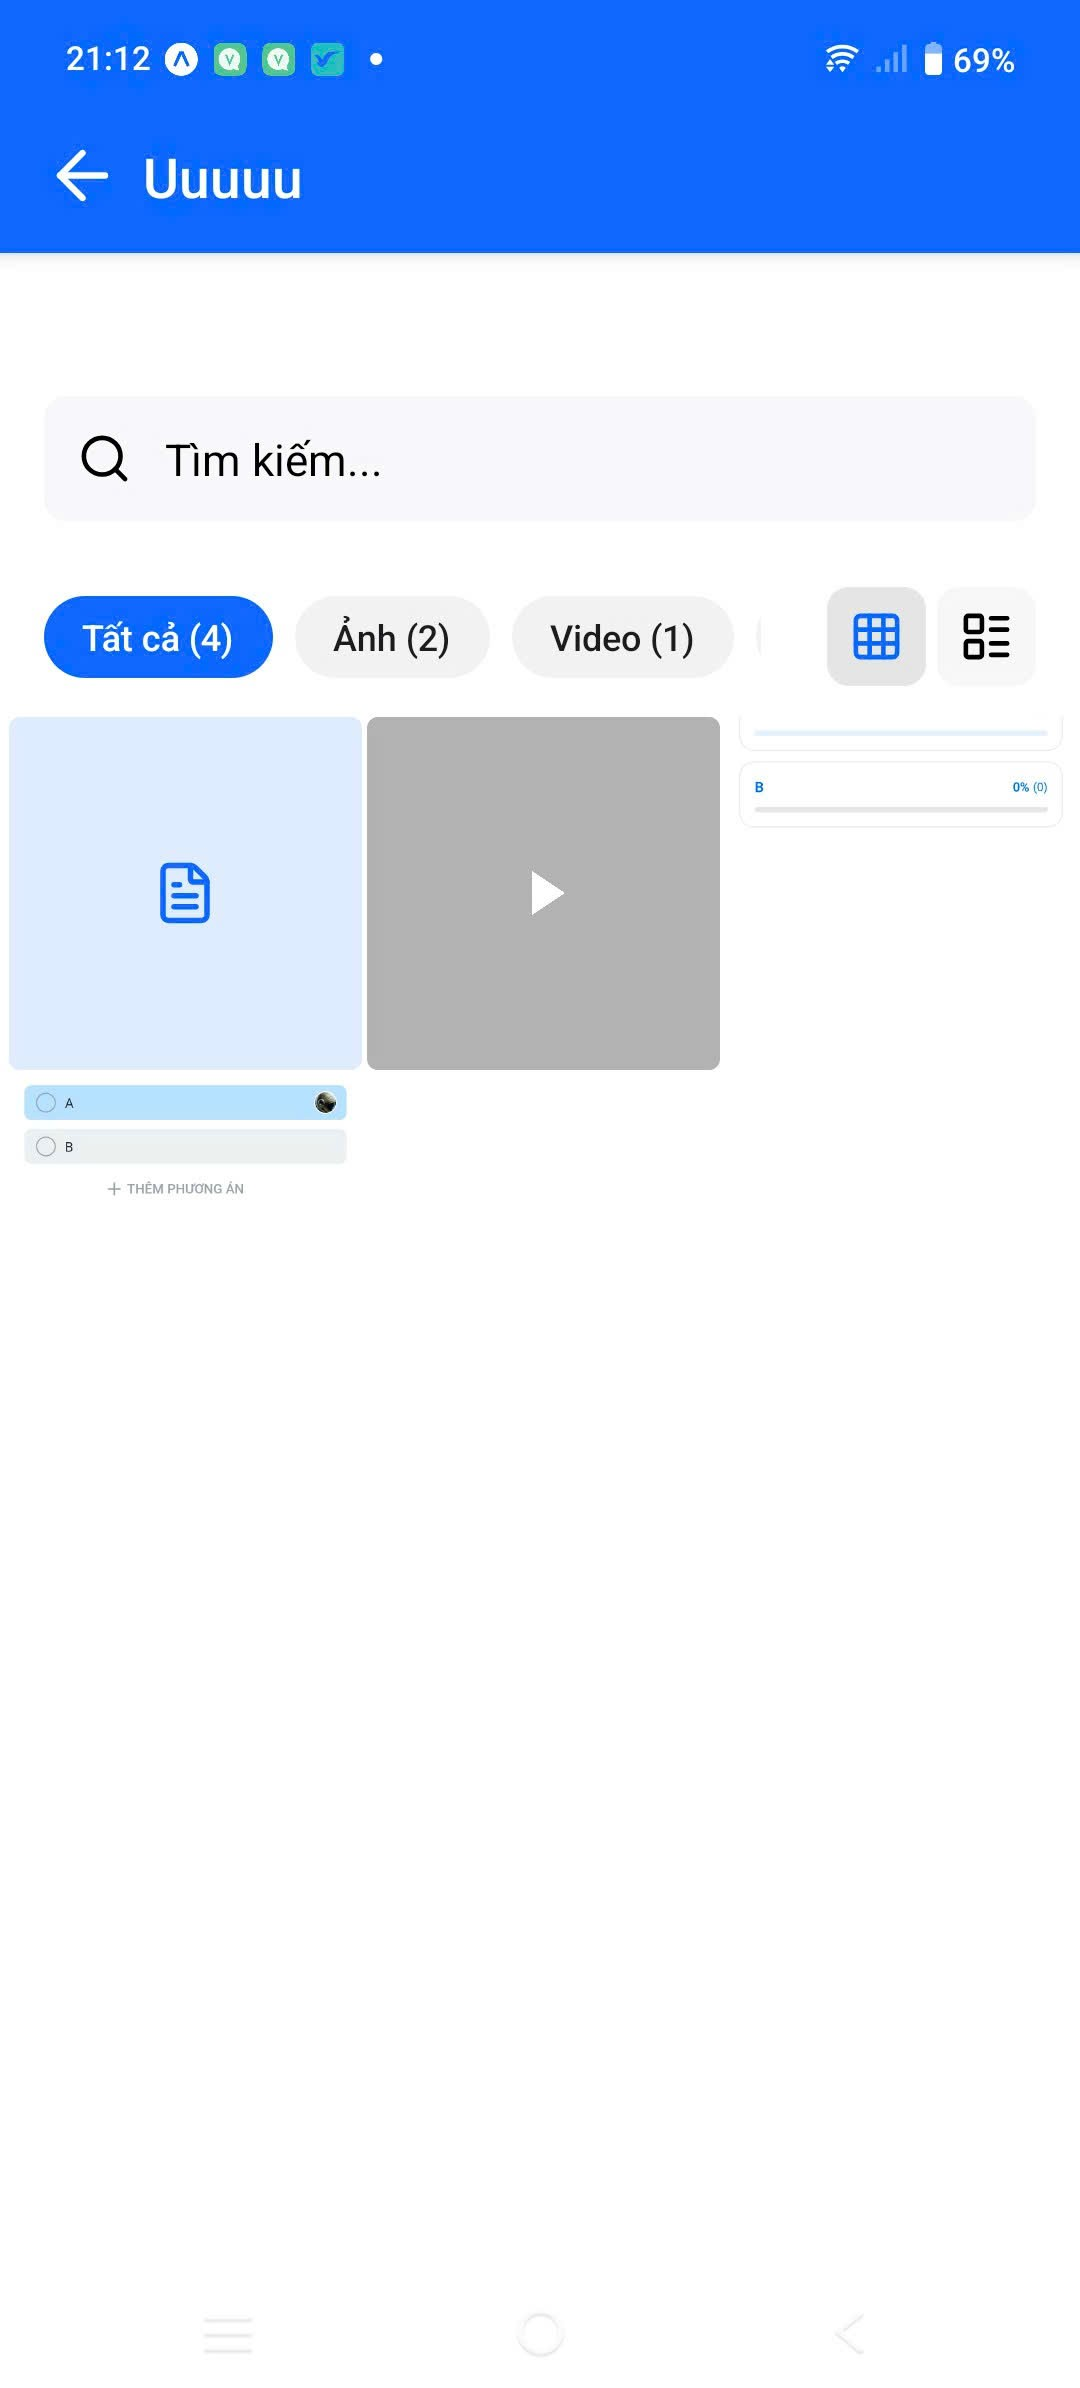 21:12
69%
Uuuuu
Tìm kiếm...
Tất cả (4) Ảnh (2) Video (1)
B 0% (0)
A
B
+ THÊM PHƯƠNG ÁN